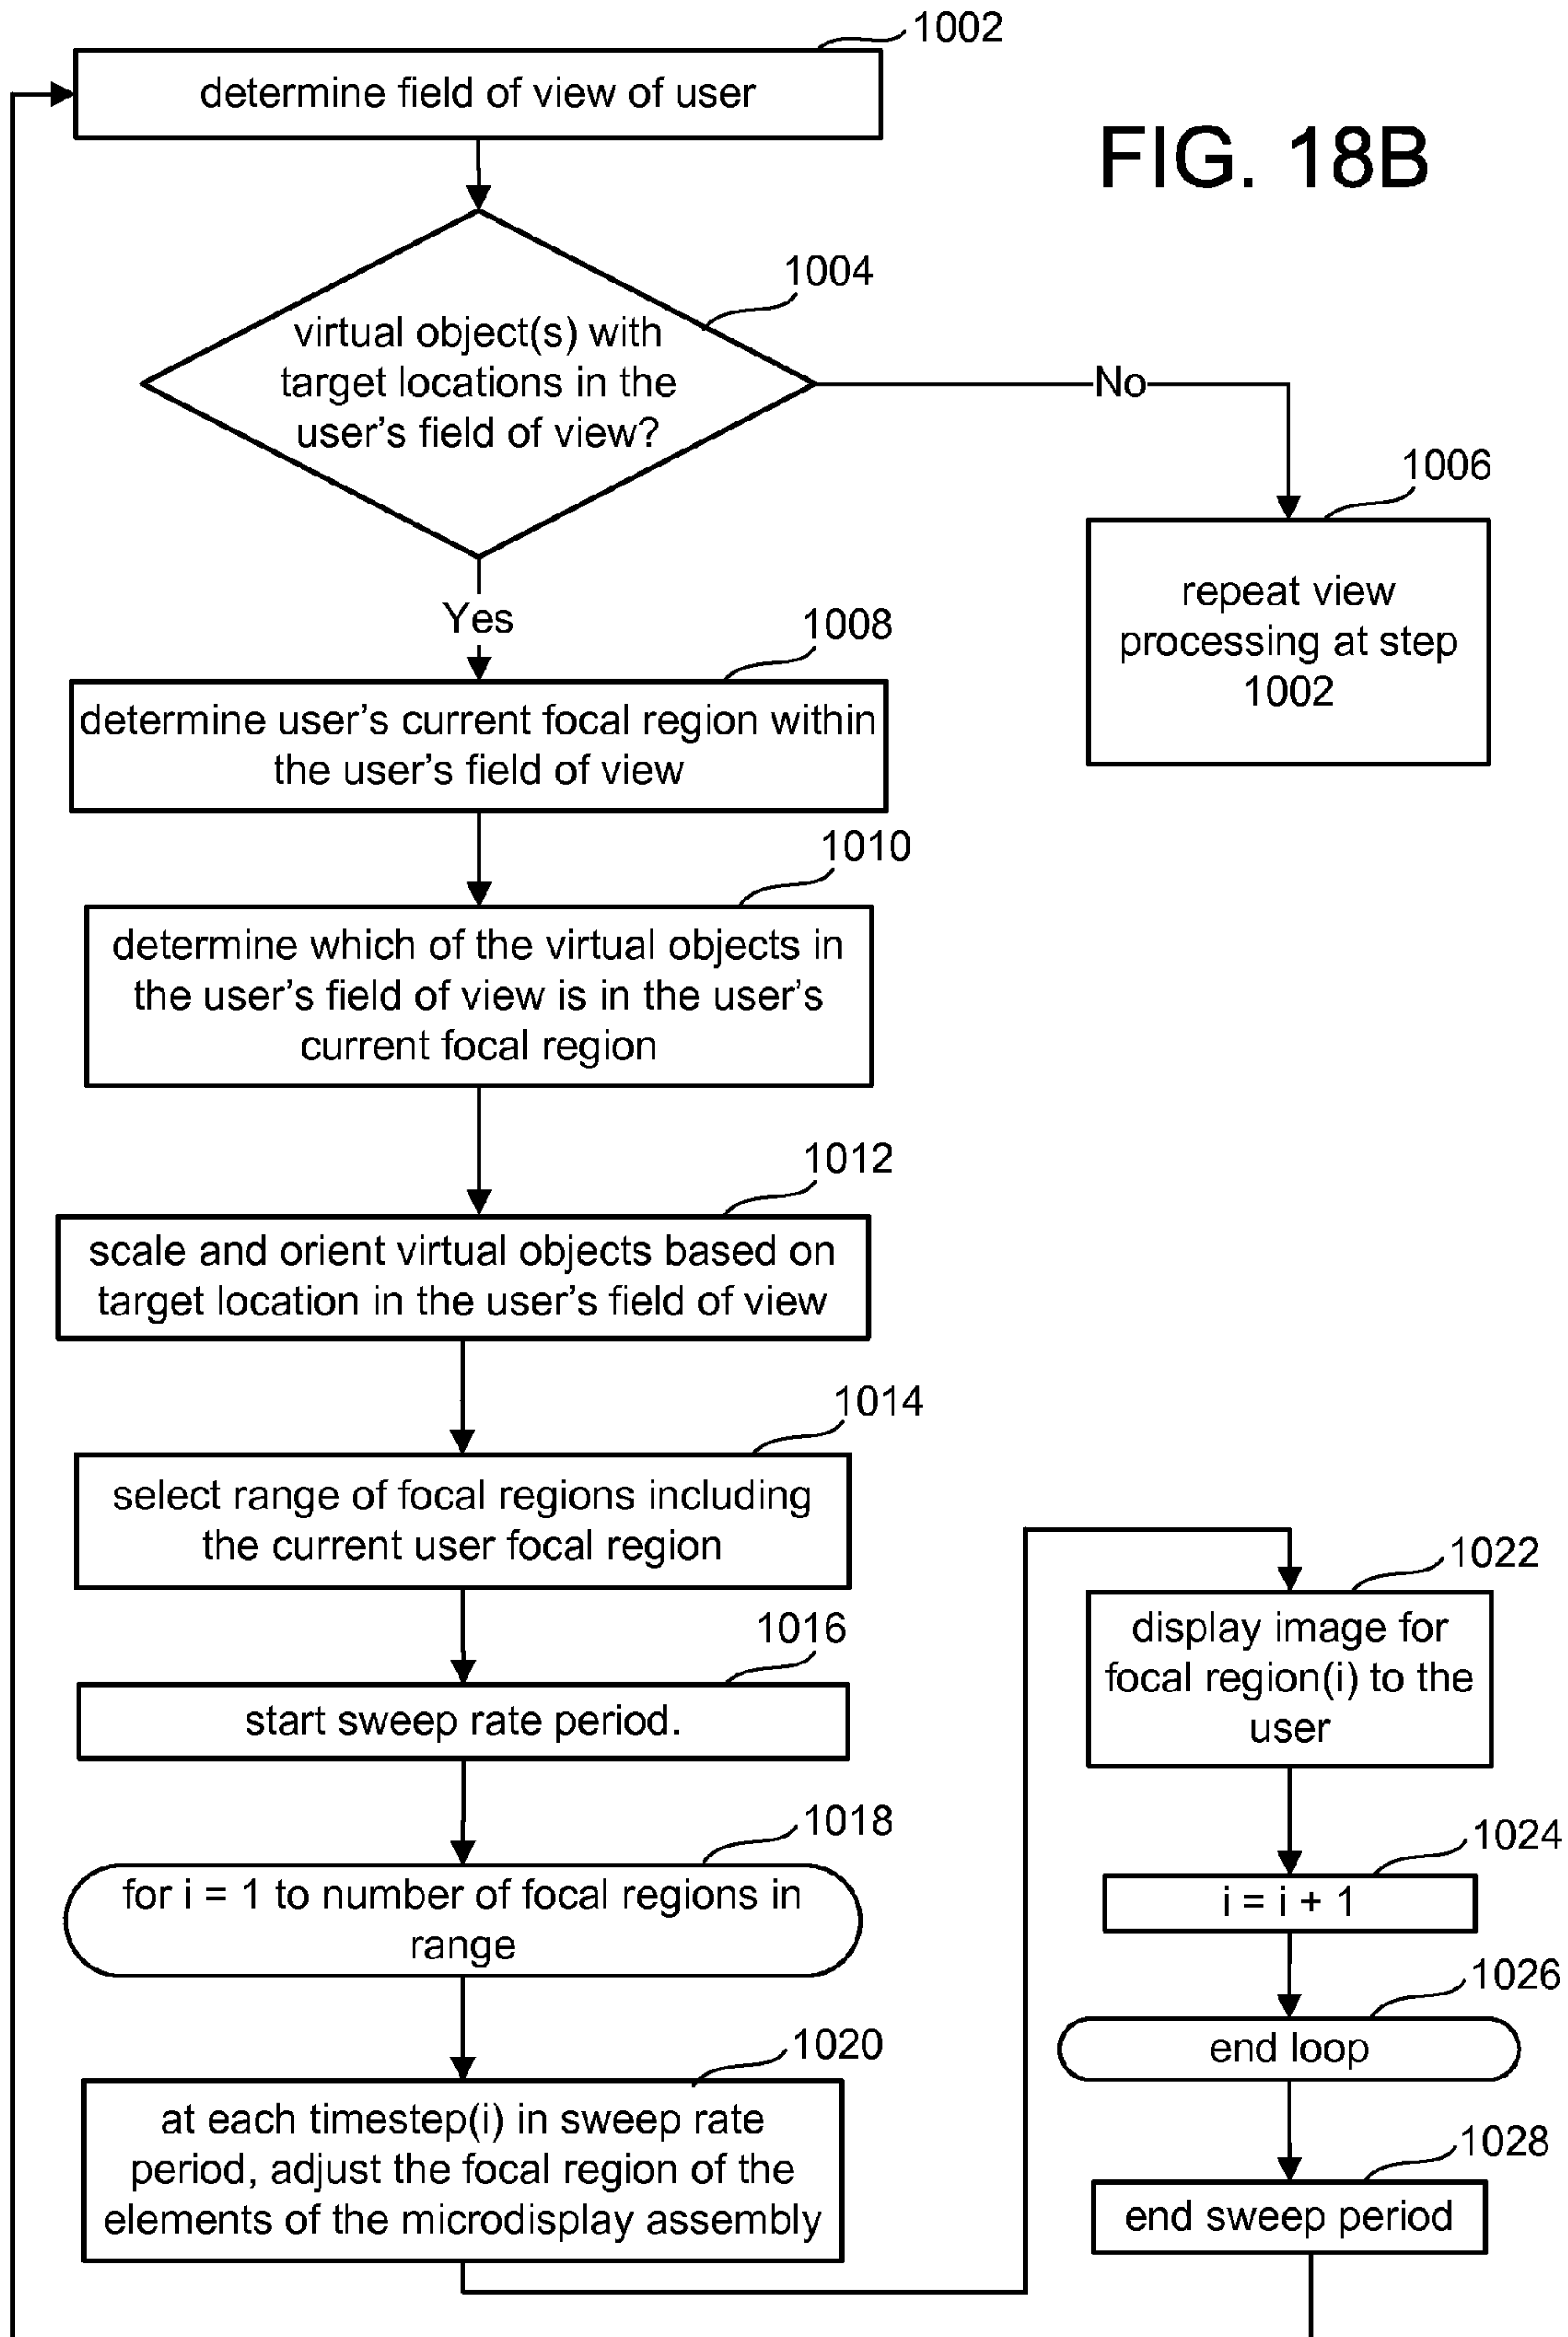 1002
determine field of view of user
FIG. 18B
1004
virtual object(s) with
target locations in the
user's field of view?
No
1006
repeat view
processing at step
1002
Yes
1008
determine user's current focal region within
the user's field of view
1010
determine which of the virtual objects in
the user's field of view is in the user's
current focal region
1012
scale and orient virtual objects based on
target location in the user's field of view
1014
select range of focal regions including
the current user focal region
1016
start sweep rate period.
1018
for i = 1 to number of focal regions in
range
1020
at each timestep(i) in sweep rate
period, adjust the focal region of the
elements of the microdisplay assembly
1022
display image for
focal region(i) to the
user
1024
i = i + 1
1026
end loop
1028
end sweep period